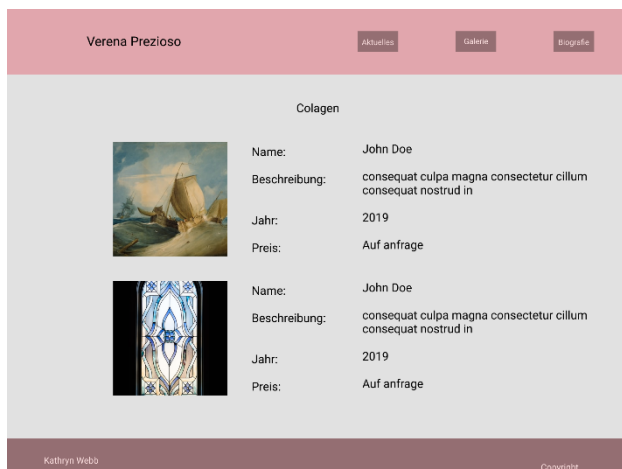 Verena Prezioso
Aktuelles
Galerie
Biografie
Colagen
Name: John Doe
Beschreibung: consequat culpa magna consectetur cillum
consequat nostrud in
Jahr: 2019
Preis: Auf anfrage
Name: John Doe
Beschreibung: consequat culpa magna consectetur cillum
consequat nostrud in
Jahr: 2019
Preis: Auf anfrage
Kathryn Webb
Copyright